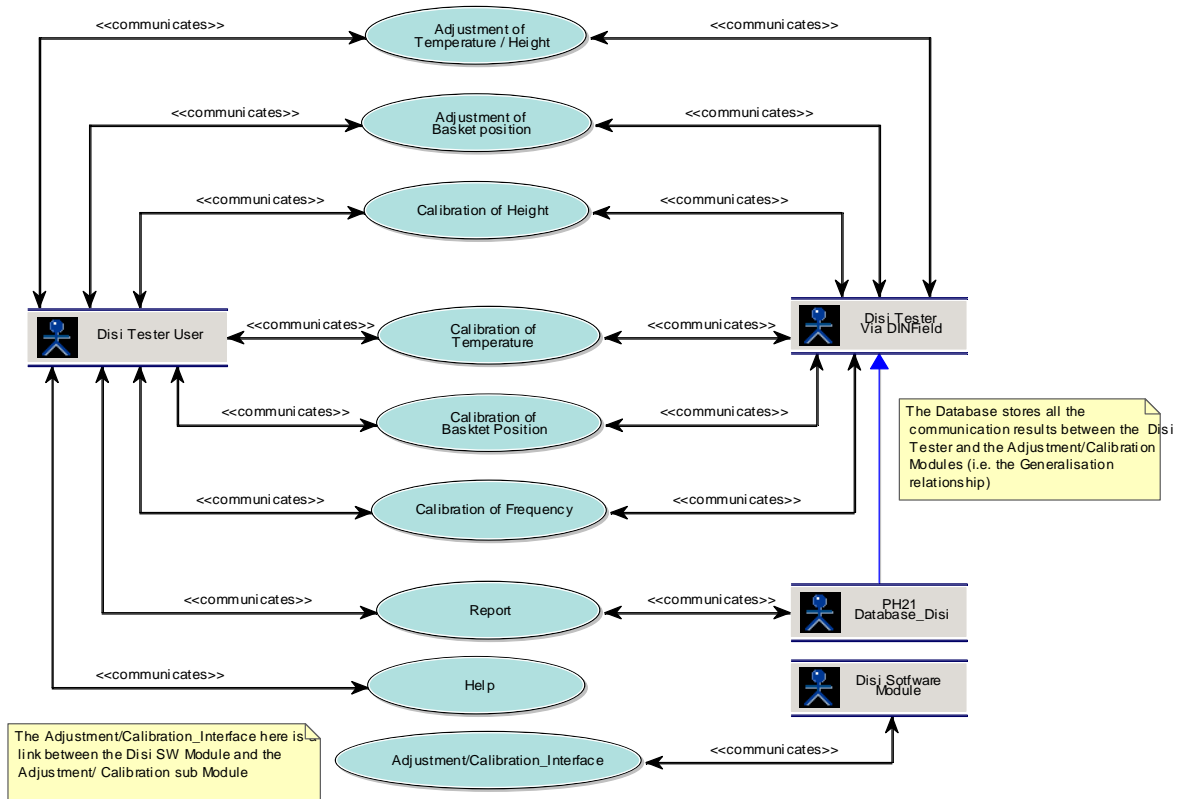 <<communicates>>
Adjustment of
Temperature / Height
<<communicates>>
<<communicates>>
Adjustment of
Basket position
<<communicates>>
<<communicates>>
Calibration of Height
<<communicates>>
Disi Tester User
<<communicates>>
Calibration of
Temperature
<<communicates>>
Disi Tester
Via DINField
<<communicates>>
Calibration of
Basktet Position
<<communicates>>
The Database stores all the
communication results between the Disi
Tester and the Adjustment/Calibration
Modules (i.e. the Generalisation
relationship)
<<communicates>>
Calibration of Frequency
<<communicates>>
<<communicates>>
Report
<<communicates>>
PH21
Database_Disi
<<communicates>>
Help
Disi Sotfware
Module
The Adjustment/Calibration_Interface here is a
link between the Disi SW Module and the
Adjustment/ Calibration sub Module
Adjustment/Calibration_Interface
<<communicates>>